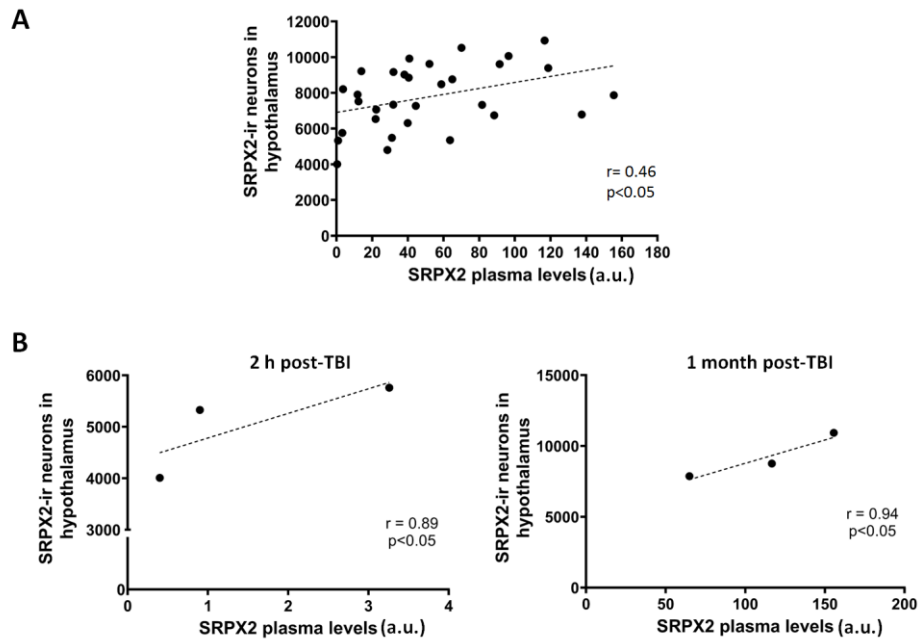 A
SRPX2-ir neurons in
hypothalamus
12000
10000
8000
6000
4000
2000
0
r= 0.46
p<0.05
0 20 40 60 80 100 120 140 160 180
SRPX2 plasma levels (a.u.)
B
2 h post-TBI
SRPX2-ir neurons in
hypothalamus
6000
5000
4000
3000
0
r = 0.89
p<0.05
0 1 2 3 4
SRPX2 plasma levels (a.u.)
1 month post-TBI
SRPX2-ir neurons in
hypothalamus
15000
10000
5000
0
r = 0.94
p<0.05
0 50 100 150 200
SRPX2 plasma levels (a.u.)